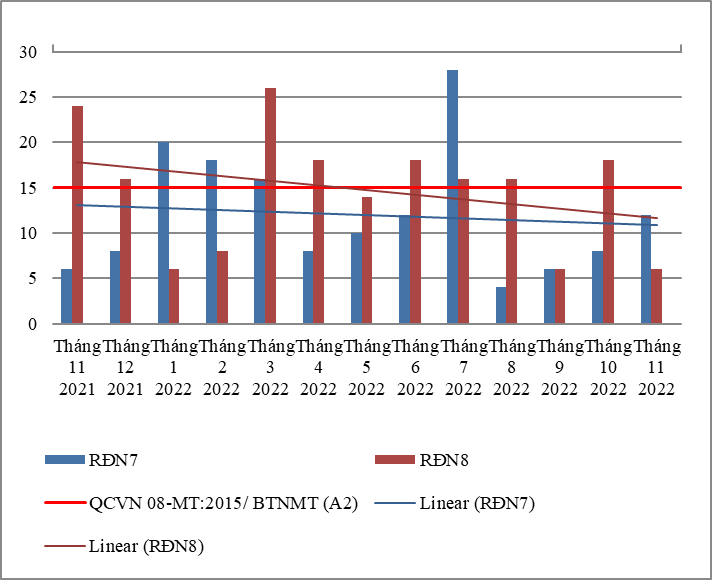 30
25
20
15
10
5
0
Tháng Tháng Tháng Tháng Tháng Tháng Tháng Tháng Tháng Tháng Tháng Tháng Tháng
11 12 1 2 3 4 5 6 7 8 9 10 11
2021 2021 2022 2022 2022 2022 2022 2022 2022 2022 2022 2022 2022
RĐN7 RĐN8
QCVN 08-MT:2015/ BTNMT (A2) Linear (RĐN7)
Linear (RĐN8)